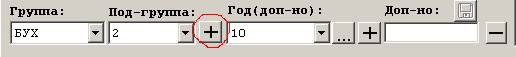 Группа: Под-группа: Год(доп-но): Доп-но:
БУХ 2 + 10 ... + —